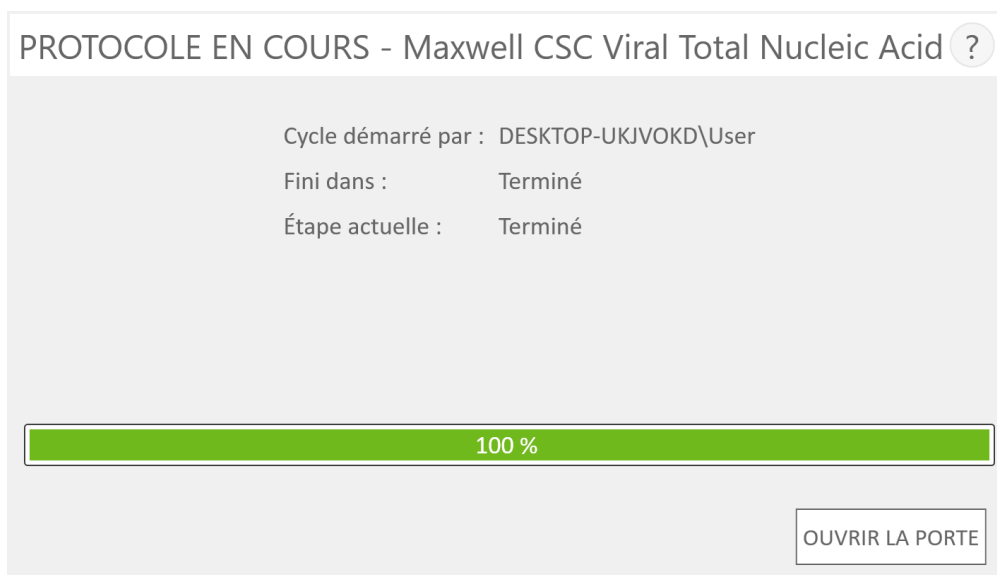 PROTOCOLE EN COURS - Maxwell CSC Viral Total Nucleic Acid ?
Cycle démarré par : DESKTOP-UKJVOKD\User
Fini dans : Terminé
Étape actuelle : Terminé
100 %
OUVRIR LA PORTE